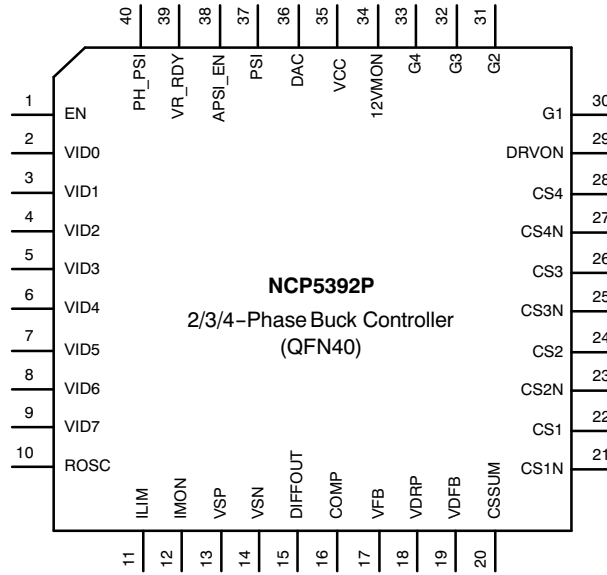 40 39 38 37 36 35 34 33 32 31
PH_PSI VR_RDY APSI_EN PSI DAC VCC 12VMON G4 G3 G2
1 EN G1 30
2 VID0 DRVON 29
3 VID1 CS4 28
4 VID2 CS4N 27
5 VID3 CS3 26
6 VID4 CS3N 25
7 VID5 CS2 24
8 VID6 CS2N 23
9 VID7 CS1 22
10 ROSC CS1N 21
NCP5392P
2/3/4−Phase Buck Controller
(QFN40)
ILIM IMON VSP VSN DIFFOUT COMP VFB VDRP VDFB CSSUM
11 12 13 14 15 16 17 18 19 20